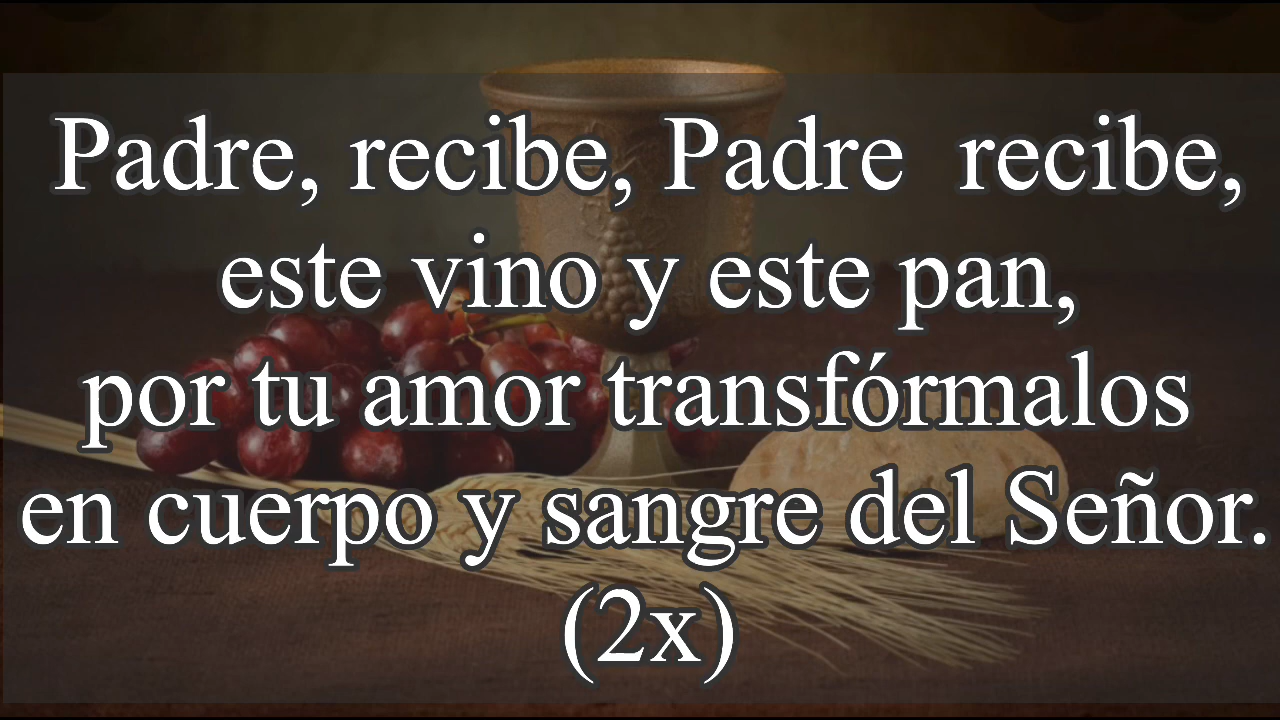 Padre, recibe, Padre  recibe,
este vino y este pan,
por tu amor transfórmalos
en cuerpo y sangre del Señor.
(2x)